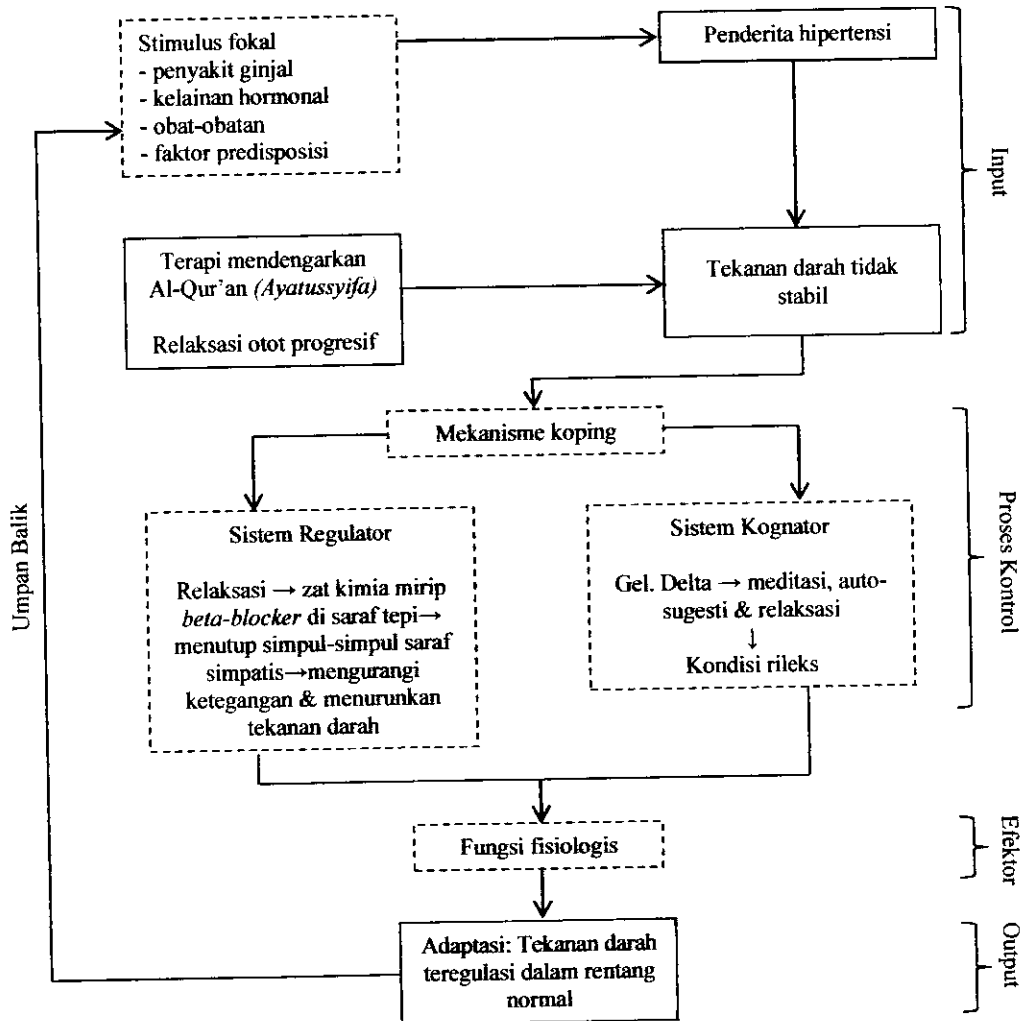 Stimulus fokal
- penyakit ginjal
- kelainan hormonal
- obat-obatan
- faktor predisposisi
Penderita hipertensi
Input
Terapi mendengarkan
Al-Qur'an (Ayatussyifa)
Relaksasi otot progresif
Tekanan darah tidak
stabil
Mekanisme koping
Umpan Balik
Sistem Regulator
Relaksasi → zat kimia mirip
beta-blocker di saraf tepi→
menutup simpul-simpul saraf
simpatis→mengurangi
ketegangan & menurunkan
tekanan darah
Sistem Kognator
Gel. Delta → meditasi, auto-
sugesti & relaksasi
↓
Kondisi rileks
Proses Kontrol
Fungsi fisiologis
Efektor
Adaptasi: Tekanan darah
teregulasi dalam rentang
normal
Output